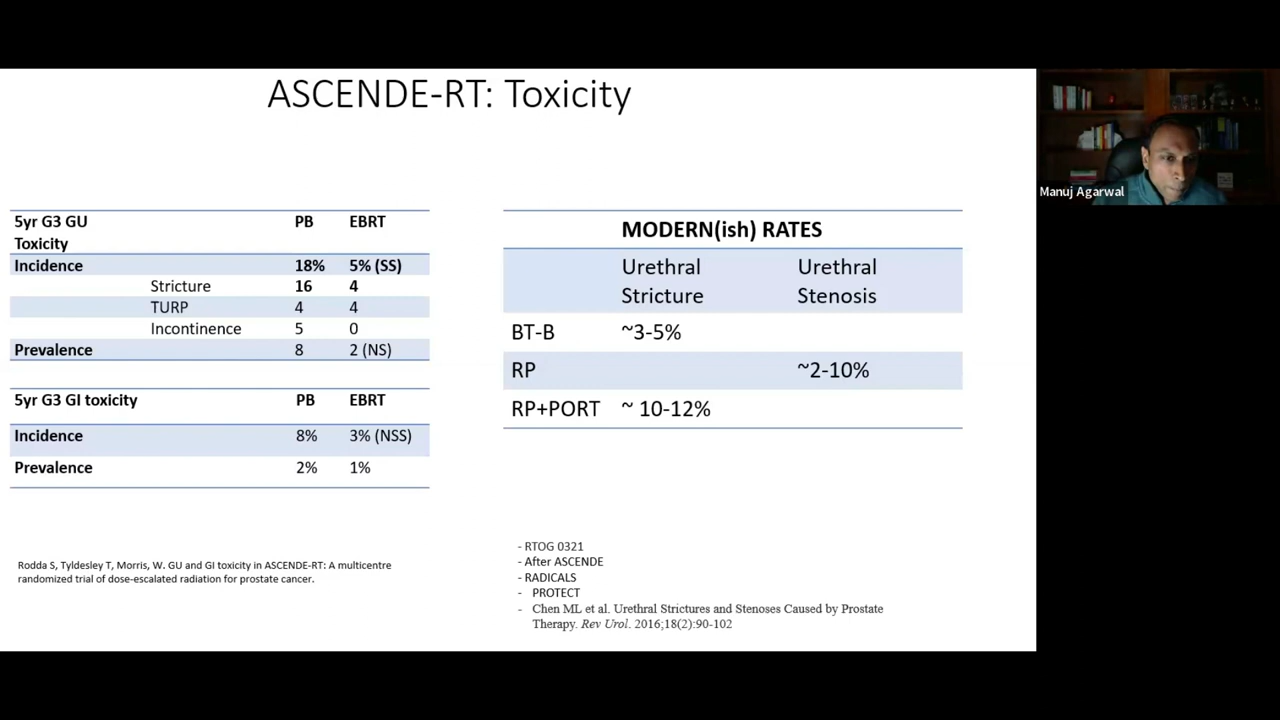 ASCENDE-RT: Toxicity
5yr G3 GU PB EBRT
Toxicity
Incidence 18% 5% (SS)
Stricture 16 4
TURP 4 4
Incontinence 5 0
Prevalence 8 2 (NS)
5yr G3 GI toxicity PB EBRT
Incidence 8% 3% (NSS)
Prevalence 2% 1%
Rodda S, Tyldesley T, Morris, W. GU and GI toxicity in ASCENDE-RT: A multicentre
randomized trial of dose-escalated radiation for prostate cancer.
MODERN(ish) RATES
Urethral Urethral
Stricture Stenosis
BT-B ~3-5%
RP ~2-10%
RP+PORT ~ 10-12%
- RTOG 0321
- After ASCENDE
- RADICALS
- PROTECT
- Chen ML et al. Urethral Strictures and Stenoses Caused by Prostate
Therapy. Rev Urol. 2016;18(2):90-102
Manuj Agarwal